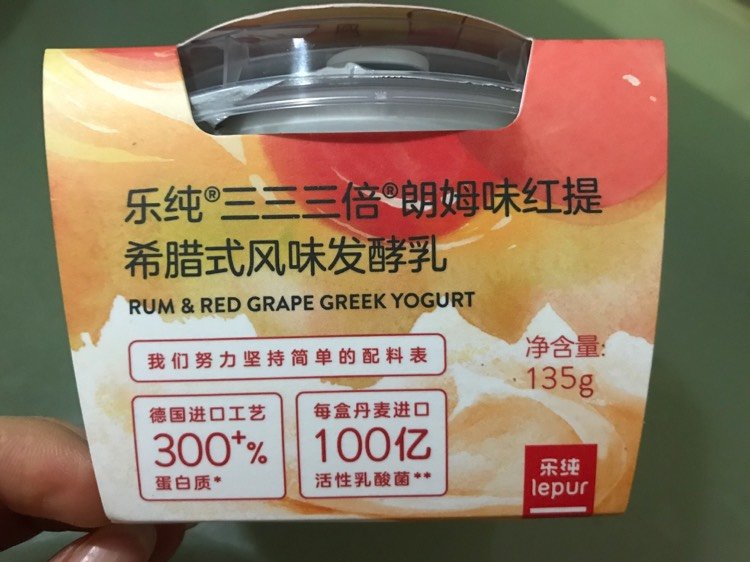 乐纯®三三三倍®朗姆味红提
希腊式风味发酵乳
RUM & RED GRAPE GREEK YOGURT
我们努力坚持简单的配料表
净含量:
135g
德国进口工艺
300+%
蛋白质*
每盒丹麦进口
100亿
活性乳酸菌**
乐纯
lepur